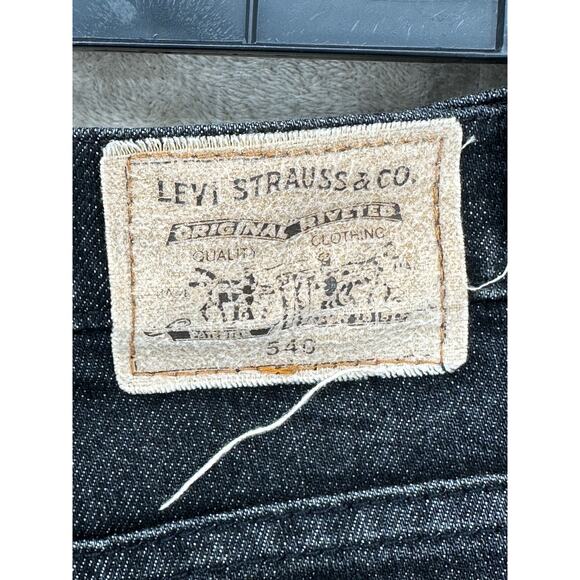 LEVI STRAUSS & CO.
ORIGINAL RIVETED
QUALITY CLOTHING
540